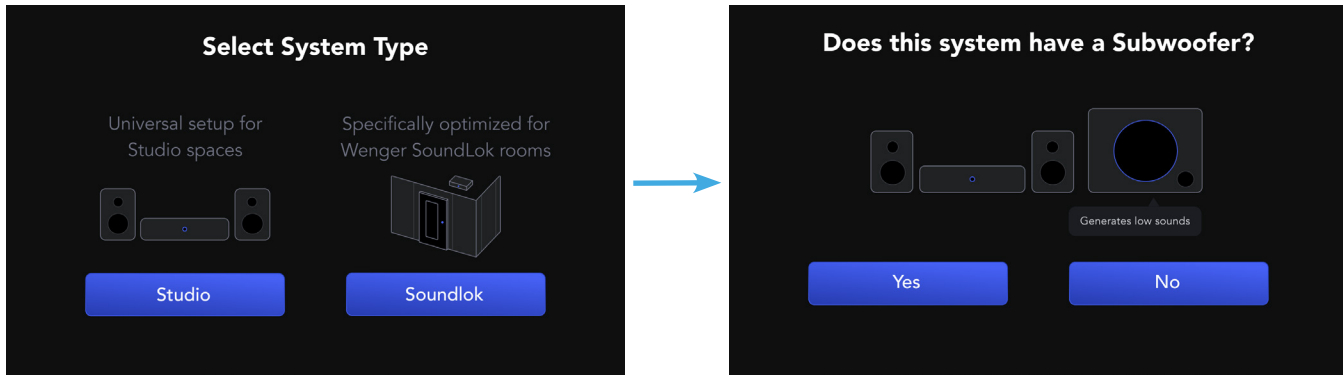 Select System Type
Universal setup for
Studio spaces
Specifically optimized for
Wenger SoundLok rooms
Studio
Soundlok
Does this system have a Subwoofer?
Generates low sounds
Yes
No